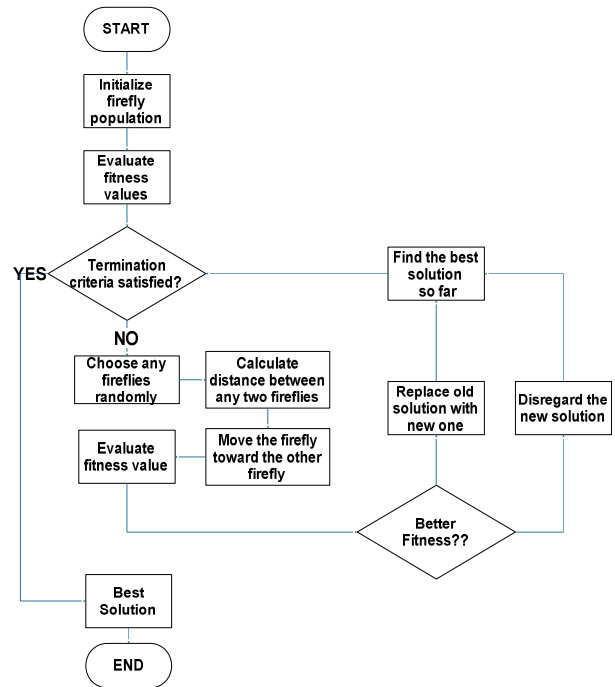 START
Initialize
firefly
population
Evaluate
fitness
values
Termination
criteria satisfied?
YES
NO
Choose any
fireflies
randomly
Calculate
distance between
any two fireflies
Move the firefly
toward the other
firefly
Evaluate
fitness value
Better
Fitness??
Replace old
solution with
new one
Disregard the
new solution
Find the best
solution
so far
Best
Solution
END